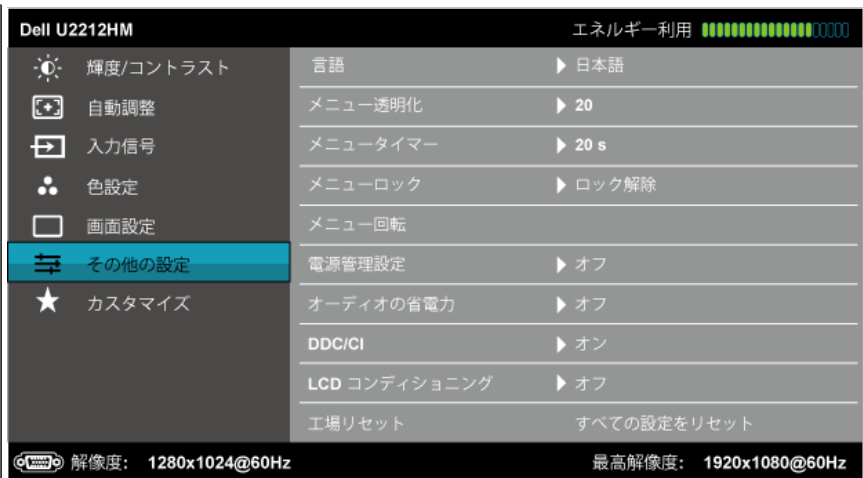 Dell U2212HM エネルギー利用
輝度/コントラスト
自動調整
入力信号
色設定
画面設定
その他の設定
カスタマイズ
言語 日本語
メニュー透明化 20
メニュータイマー 20 s
メニューロック ロック解除
メニュー回転
電源管理設定 オフ
オーディオの省電力 オフ
DDC/CI オン
LCD コンディショニング オフ
工場リセット すべての設定をリセット
解像度: 1280x1024@60Hz 最高解像度: 1920x1080@60Hz